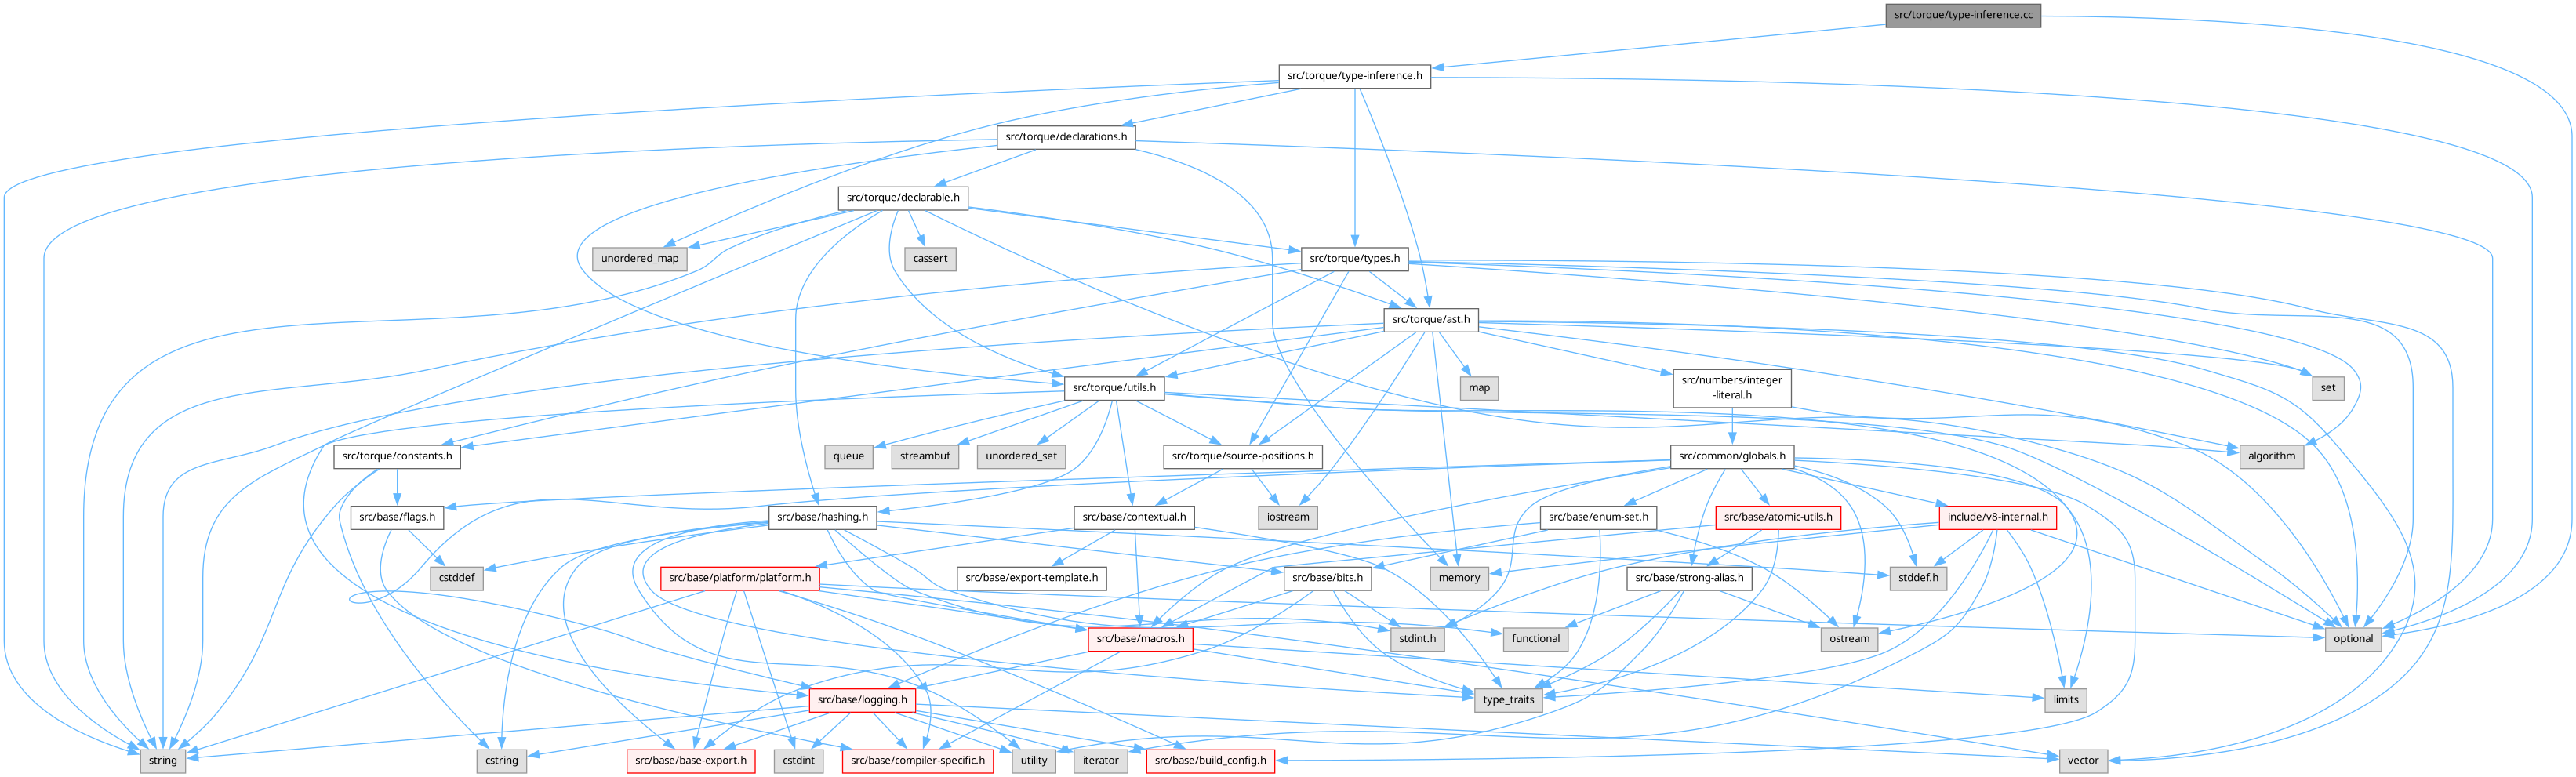 src/torque/type-inference.cc
src/torque/type-inference.h
src/torque/declarations.h
src/torque/declarable.h
unordered_map
cassert
src/torque/types.h
src/torque/ast.h
src/torque/utils.h
map
src/numbers/integer
-literal.h
set
src/torque/constants.h
queue
streambuf
unordered_set
src/torque/source-positions.h
src/common/globals.h
algorithm
src/base/flags.h
src/base/hashing.h
src/base/contextual.h
iostream
src/base/enum-set.h
src/base/atomic-utils.h
include/v8-internal.h
cstddef
src/base/platform/platform.h
src/base/export-template.h
src/base/bits.h
memory
src/base/strong-alias.h
stddef.h
src/base/macros.h
stdint.h
functional
ostream
optional
src/base/logging.h
type_traits
limits
string
cstring
src/base/base-export.h
cstdint
src/base/compiler-specific.h
utility
iterator
src/base/build_config.h
vector